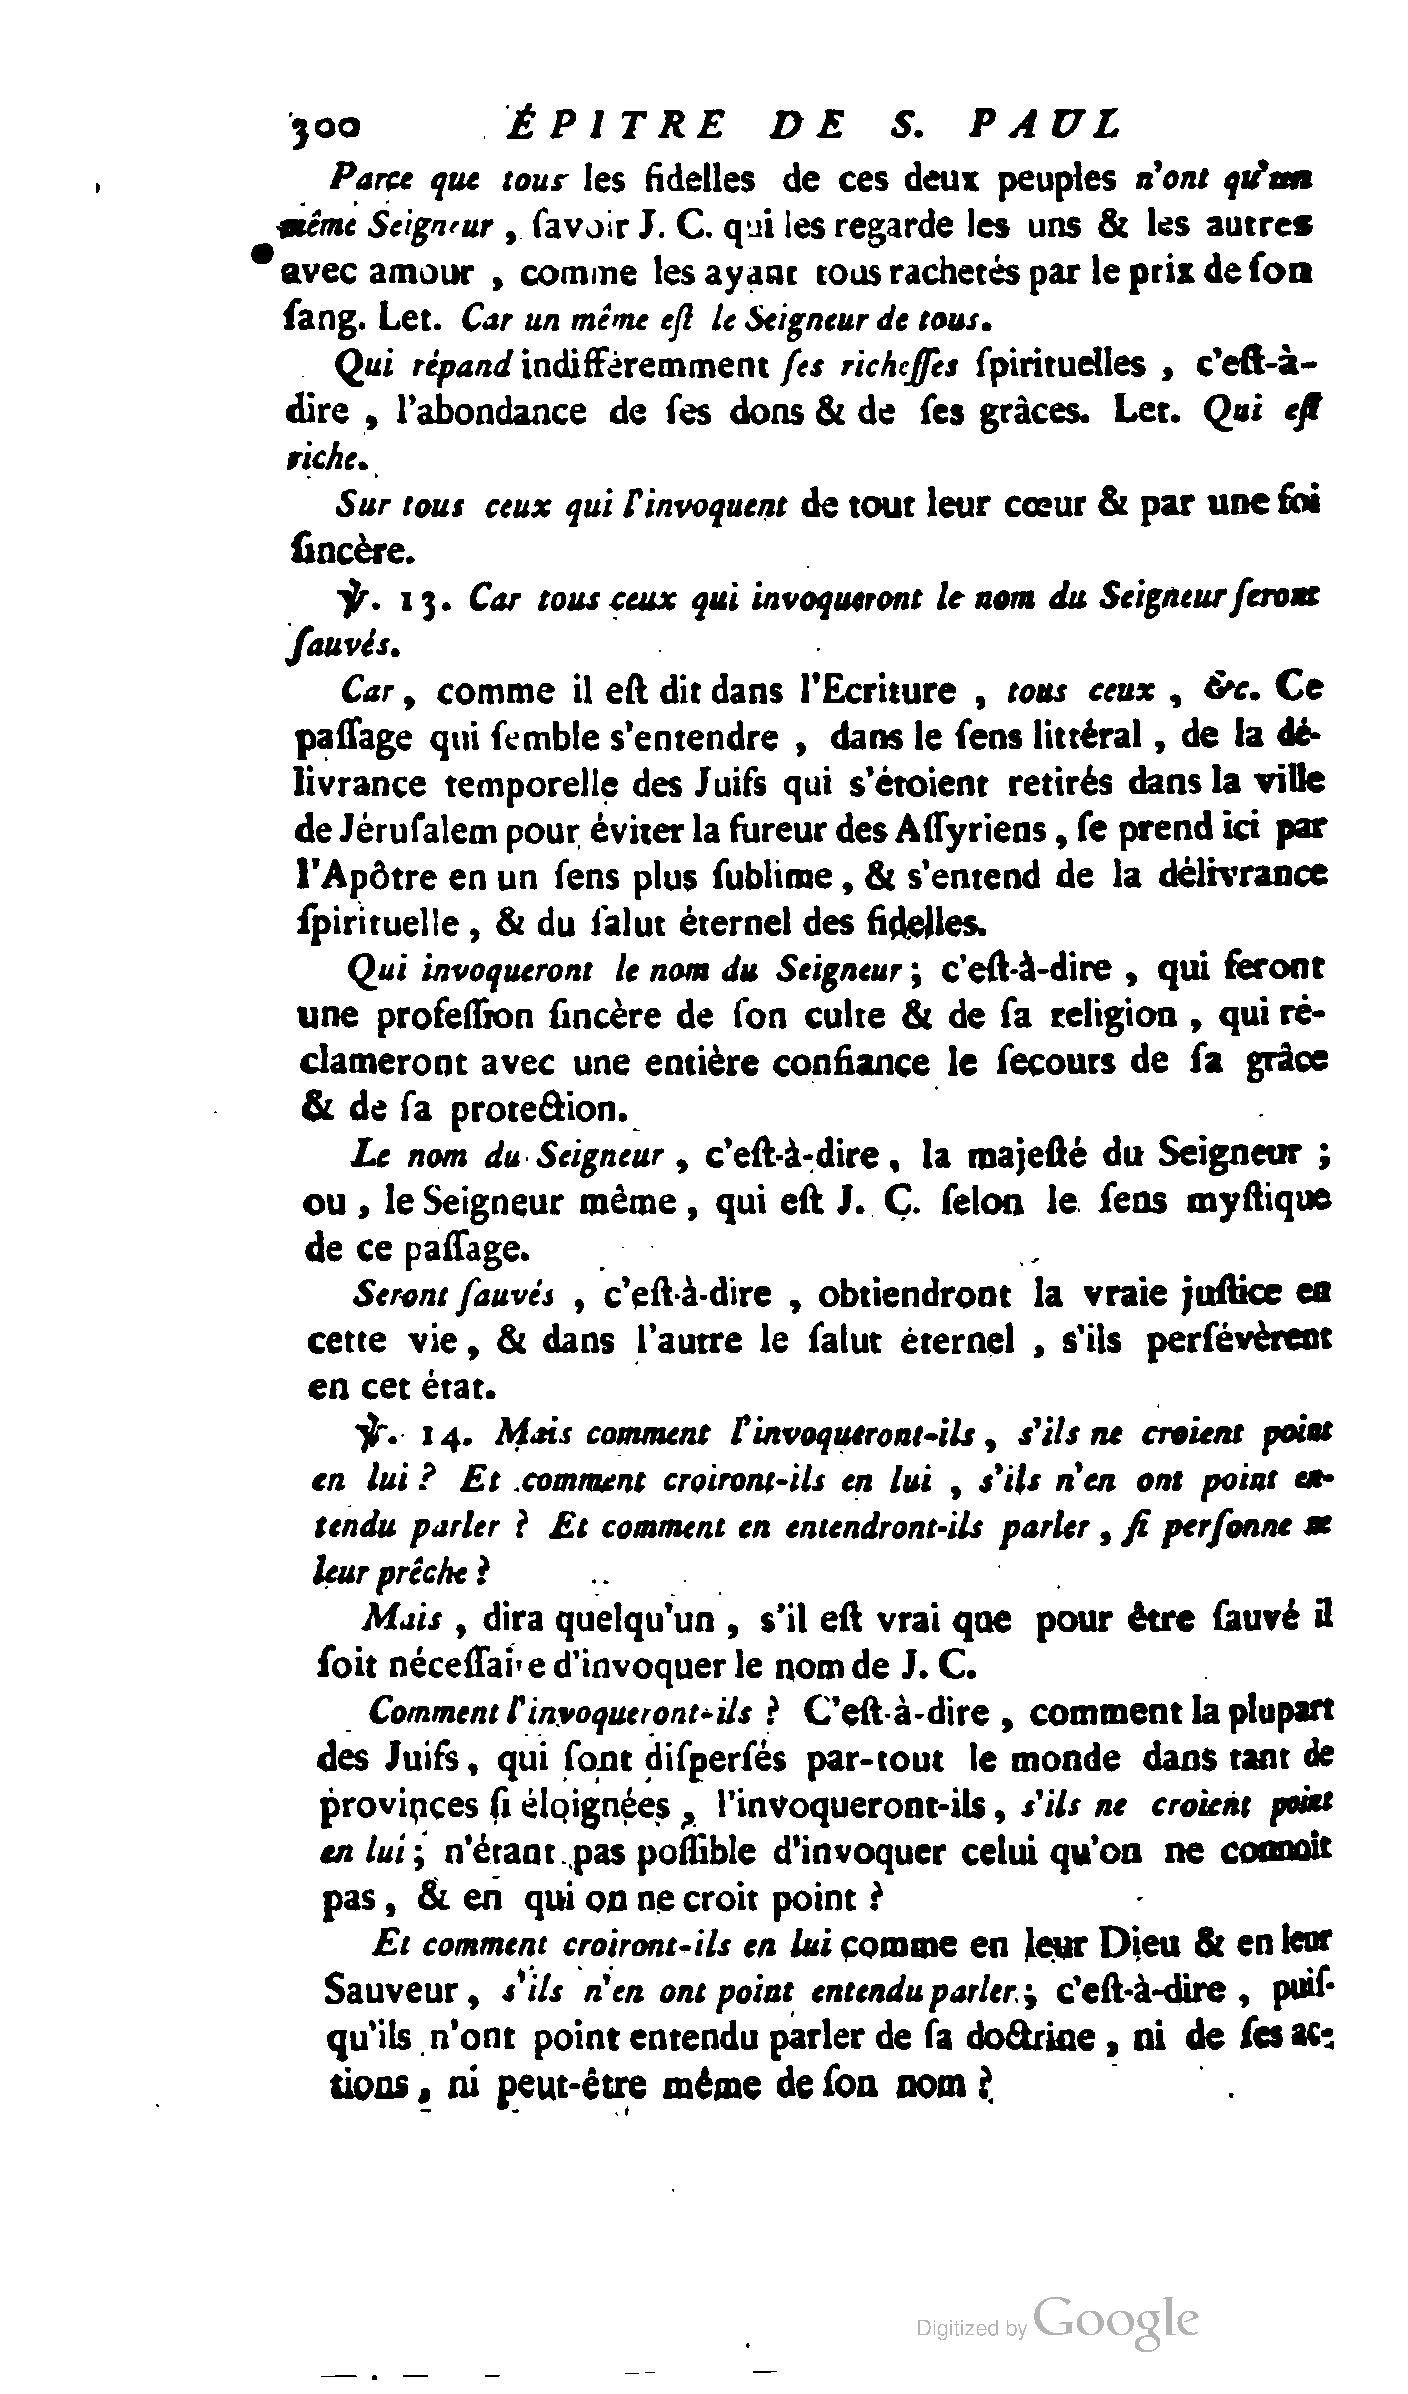 300 ÉPITRE DE S. PAUL
Parce que tous les fidelles de ces deux peuples n'ont qu'un
même Seigneur , ſavoir J. C. qui les regarde les uns & les autres
avec amour , comme les ayant tous rachetés par le prix de ſon
ſang. Let. Car un même eſt le Seigneur de tous.
Qui répand indifféremment ſes richeſſes ſpirituelles , c'eſt-à-
dire , l'abondance de ſes dons & de ſes grâces. Let. Qui eſt
riche.
Sur tous ceux qui l'invoquent de tout leur cœur & par une foi
ſincère.
℣. 13. Car tous ceux qui invoqueront le nom du Seigneur ſeront
ſauvés.
Car , comme il eſt dit dans l'Ecriture , tous ceux , &c. Ce
paſſage qui ſemble s'entendre , dans le ſens littéral , de la dé-
livrance temporelle des Juifs qui s'étoient retirés dans la ville
de Jéruſalem pour éviter la fureur des Aſſyriens , ſe prend ici par
l'Apôtre en un ſens plus ſublime , & s'entend de la délivrance
ſpirituelle , & du ſalut éternel des fidelles.
Qui invoqueront le nom du Seigneur ; c'eſt-à-dire , qui feront
une profeſſion ſincère de ſon culte & de ſa religion , qui ré-
clameront avec une entière confiance le ſecours de ſa grâce
& de ſa protection.
Le nom du Seigneur , c'eſt-à-dire , la majeſté du Seigneur ;
ou , le Seigneur même , qui eſt J. C. ſelon le ſens myſtique
de ce paſſage.
Seront ſauvés , c'eſt-à-dire , obtiendront la vraie juſtice en
cette vie , & dans l'autre le ſalut éternel , s'ils perſévèrent
en cet état.
℣. 14. Mais comment l'invoqueront-ils , s'ils ne croient point
en lui ? Et comment croiront-ils en lui , s'ils n'en ont point en-
tendu parler ? Et comment en entendront-ils parler , ſi perſonne ne
leur prêche ?
Mais , dira quelqu'un , s'il eſt vrai que pour être ſauvé il
ſoit néceſſaire d'invoquer le nom de J. C.
Comment l'invoqueront-ils ? C'eſt-à-dire , comment la plupart
des Juifs , qui ſont diſperſés par-tout le monde dans tant de
provinces ſi éloignées , l'invoqueront-ils , s'ils ne croient point
en lui ; n'étant pas poſſible d'invoquer celui qu'on ne connoit
pas , & en qui on ne croit point ?
Et comment croiront-ils en lui comme en leur Dieu & en leur
Sauveur , s'ils n'en ont point entendu parler ; c'eſt-à-dire , puiſ-
qu'ils n'ont point entendu parler de ſa doctrine , ni de ſes ac-
tions , ni peut-être même de ſon nom ?
Digitized by Google